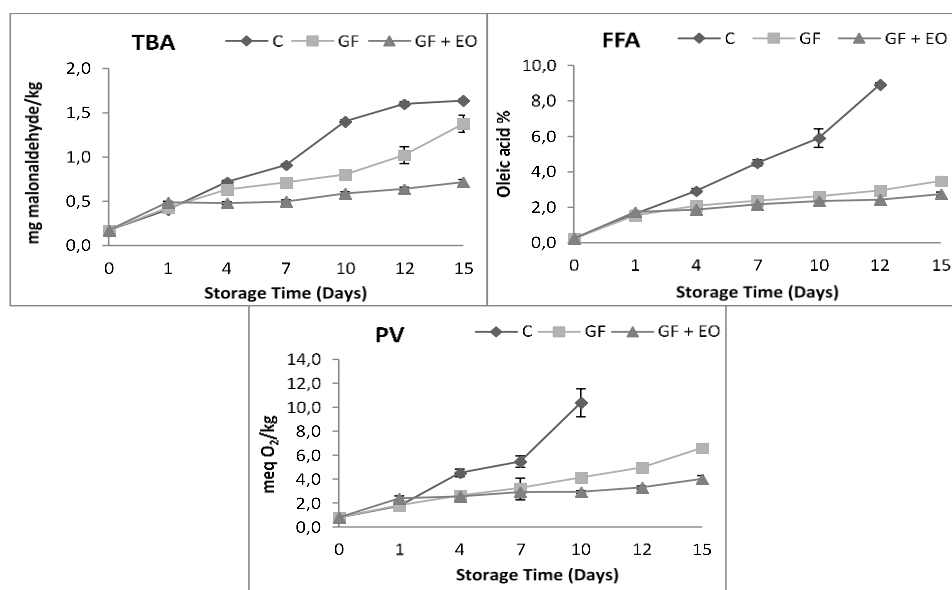 TBA
C GF GF + EO
mg malonaldehyde/kg
2,0
1,5
1,0
0,5
0,0
0 1 4 7 10 12 15
Storage Time (Days)
FFA
C GF GF + EO
Oleic acid %
10,0
8,0
6,0
4,0
2,0
0,0
0 1 4 7 10 12 15
Storage Time (Days)
PV
C GF GF + EO
meq O₂/kg
14,0
12,0
10,0
8,0
6,0
4,0
2,0
0,0
0 1 4 7 10 12 15
Storage Time (Days)